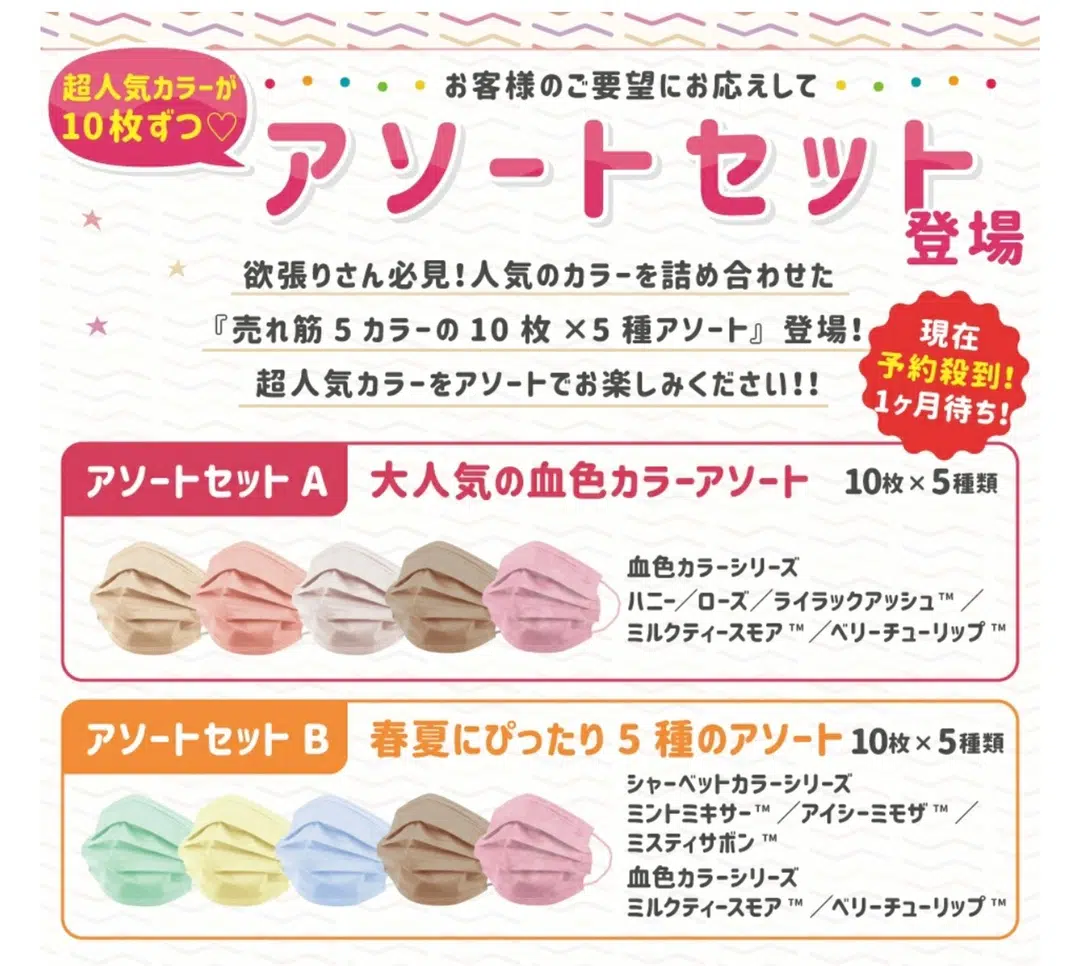 超人気カラーが
10枚ずつ♡
お客様のご要望にお応えして
アソートセット
登場
欲張りさん必見!人気のカラーを詰め合わせた
『売れ筋5カラーの10枚×5種アソート』登場!
超人気カラーをアソートでお楽しみください!!
現在
予約殺到!
1ヶ月待ち!
アソートセット A 大人気の血色カラーアソート 10枚×5種類
血色カラーシリーズ
ハニー/ローズ/ライラックアッシュ™/
ミルクティースモア™/ベリーチューリップ™
アソートセット B 春夏にぴったり5種のアソート 10枚×5種類
シャーベットカラーシリーズ
ミントミキサー™/アイシーミモザ™/
ミスティサボン™
血色カラーシリーズ
ミルクティースモア™/ベリーチューリップ™